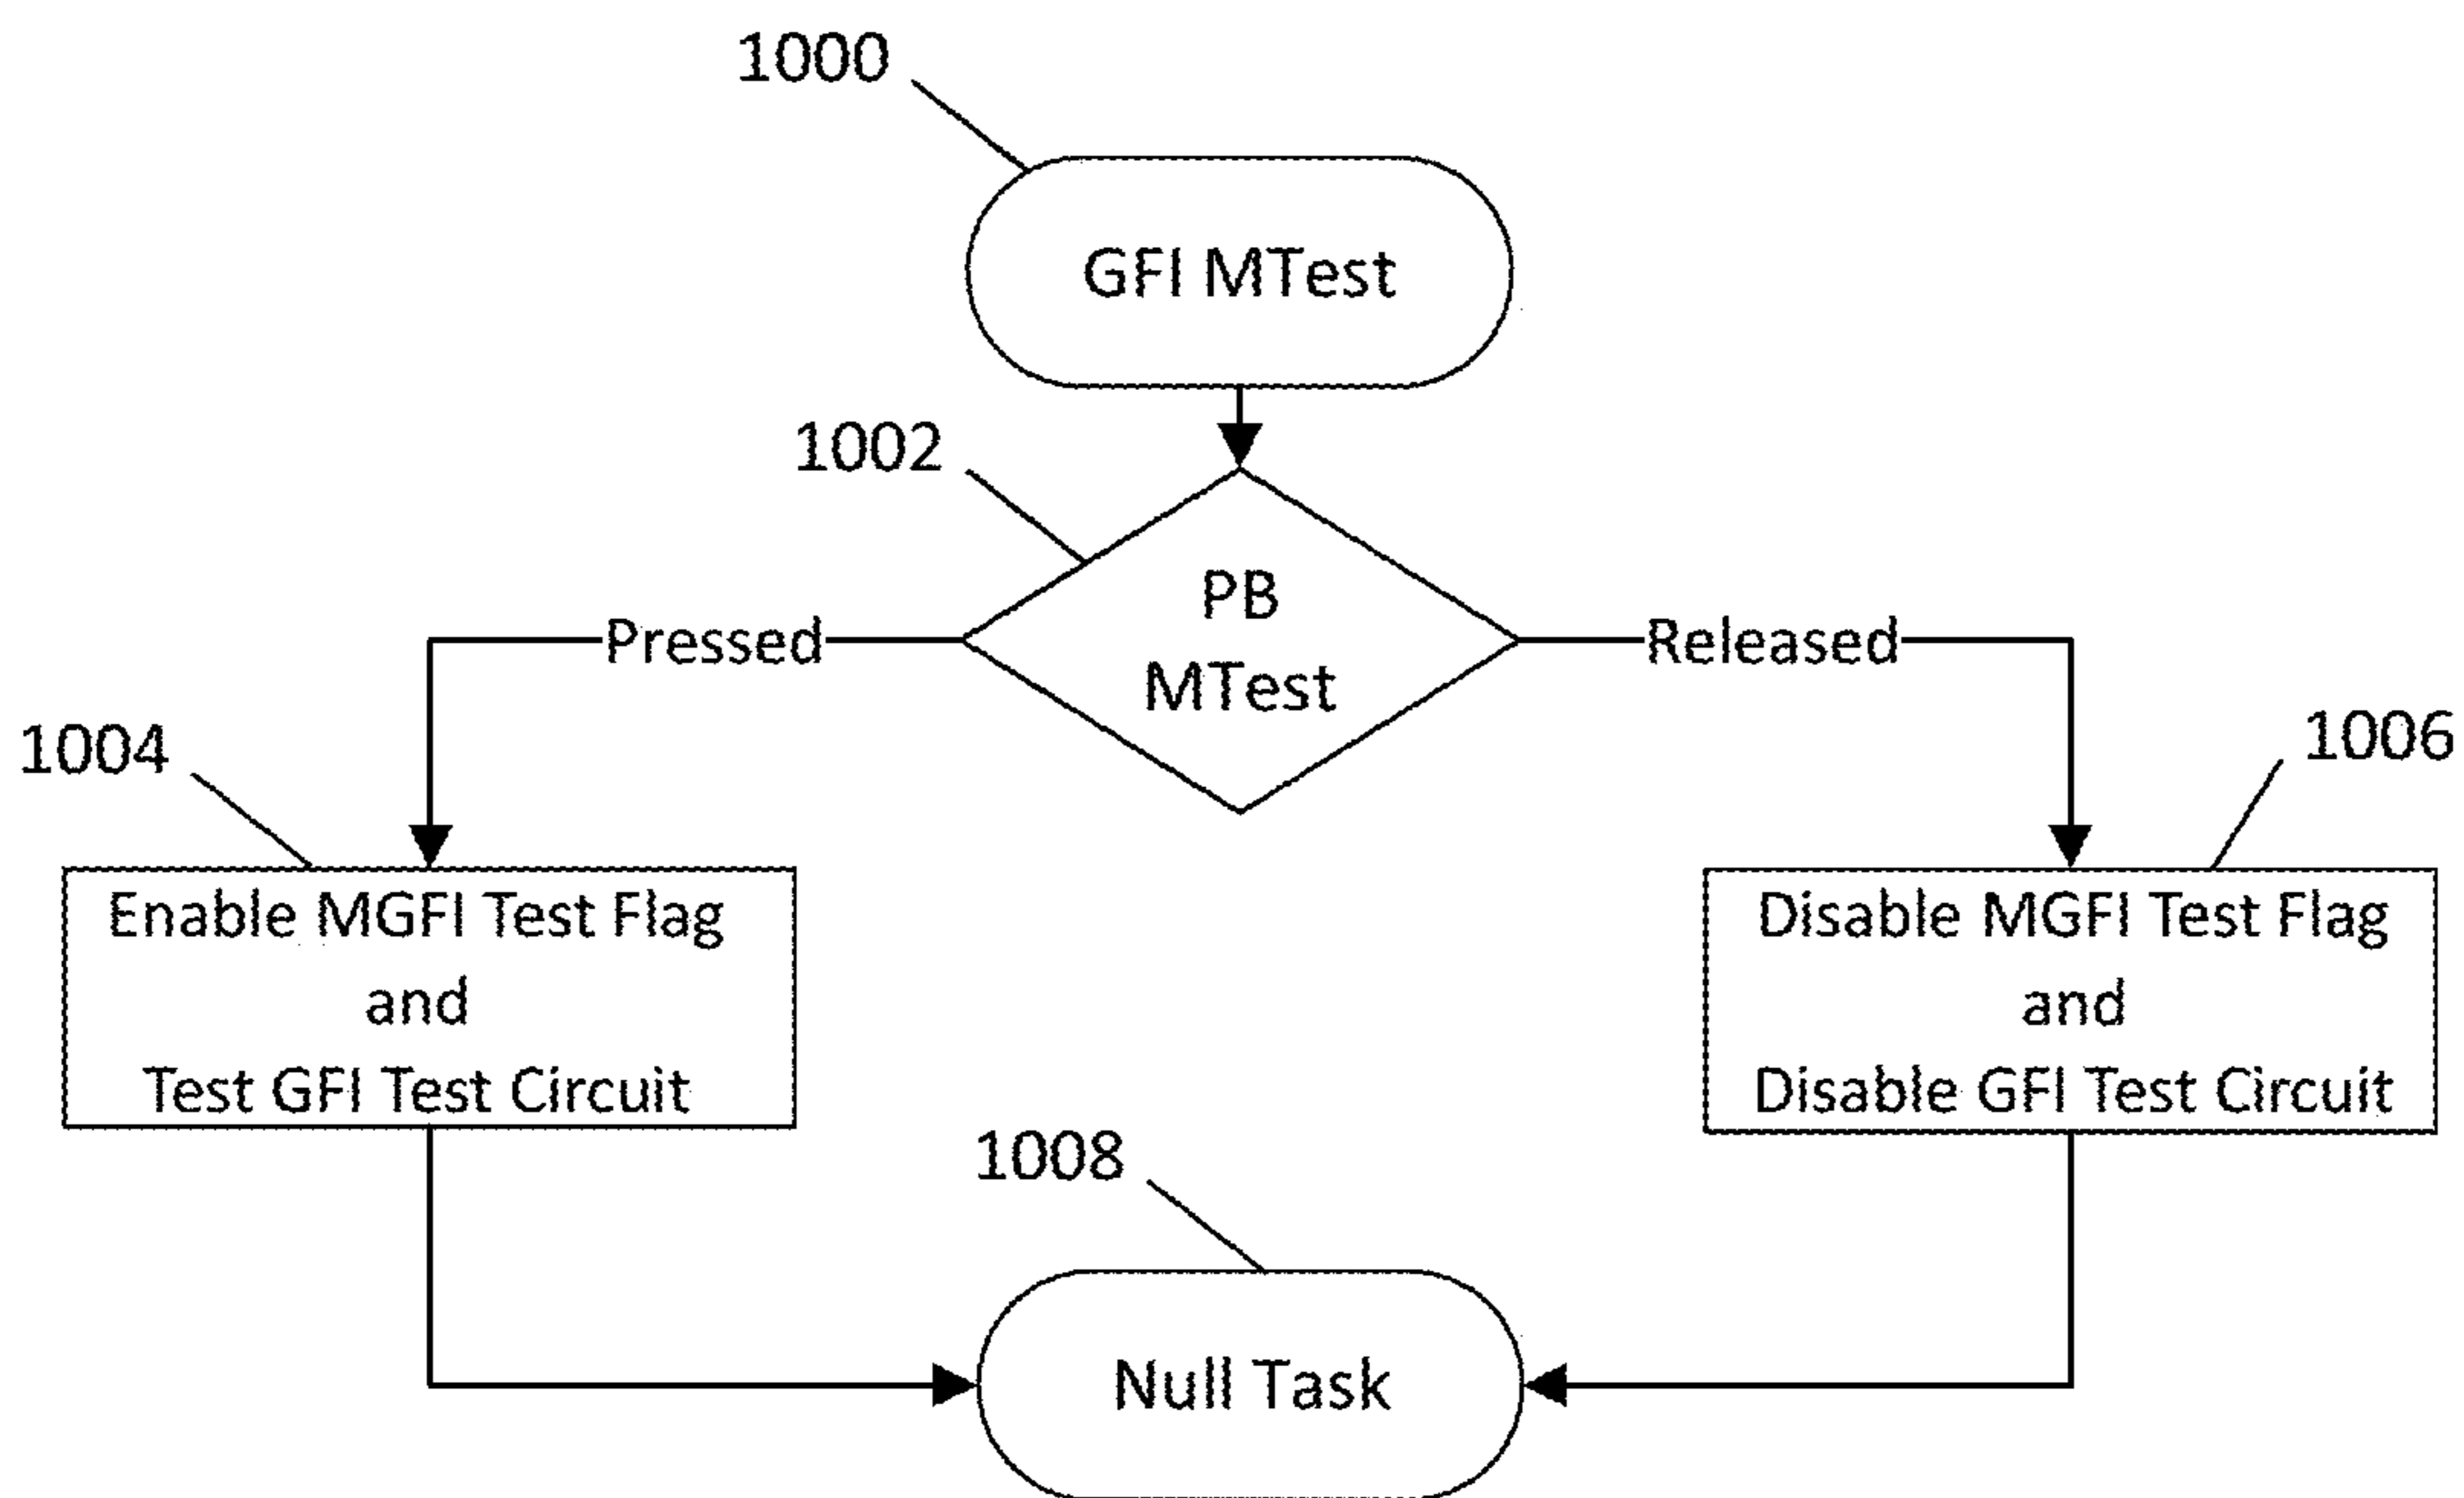 1000
GFI MTest
1002
PB
MTest
Pressed
Released
1004
1006
Enable MGFI Test Flag
and
Test GFI Test Circuit
Disable MGFI Test Flag
and
Disable GFI Test Circuit
1008
Null Task